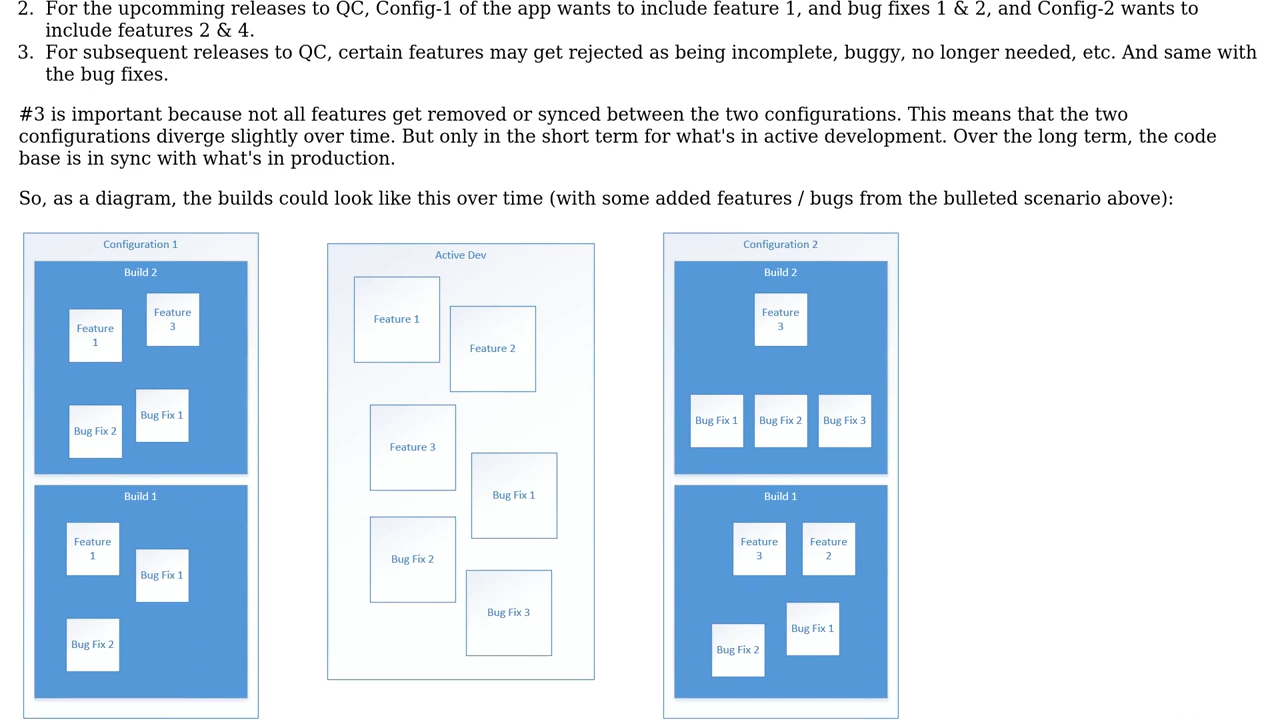 2. For the upcomming releases to QC, Config-1 of the app wants to include feature 1, and bug fixes 1 & 2, and Config-2 wants to
include features 2 & 4.
3. For subsequent releases to QC, certain features may get rejected as being incomplete, buggy, no longer needed, etc. And same with
the bug fixes.
#3 is important because not all features get removed or synced between the two configurations. This means that the two
configurations diverge slightly over time. But only in the short term for what's in active development. Over the long term, the code
base is in sync with what's in production.
So, as a diagram, the builds could look like this over time (with some added features / bugs from the bulleted scenario above):
Configuration 1
Build 2
Feature
3
Feature
1
Bug Fix 1
Bug Fix 2
Build 1
Feature
1
Bug Fix 1
Bug Fix 2
Active Dev
Feature 1
Feature 2
Feature 3
Bug Fix 1
Bug Fix 2
Bug Fix 3
Configuration 2
Build 2
Feature
3
Bug Fix 1
Bug Fix 2
Bug Fix 3
Build 1
Feature
3
Feature
2
Bug Fix 1
Bug Fix 2